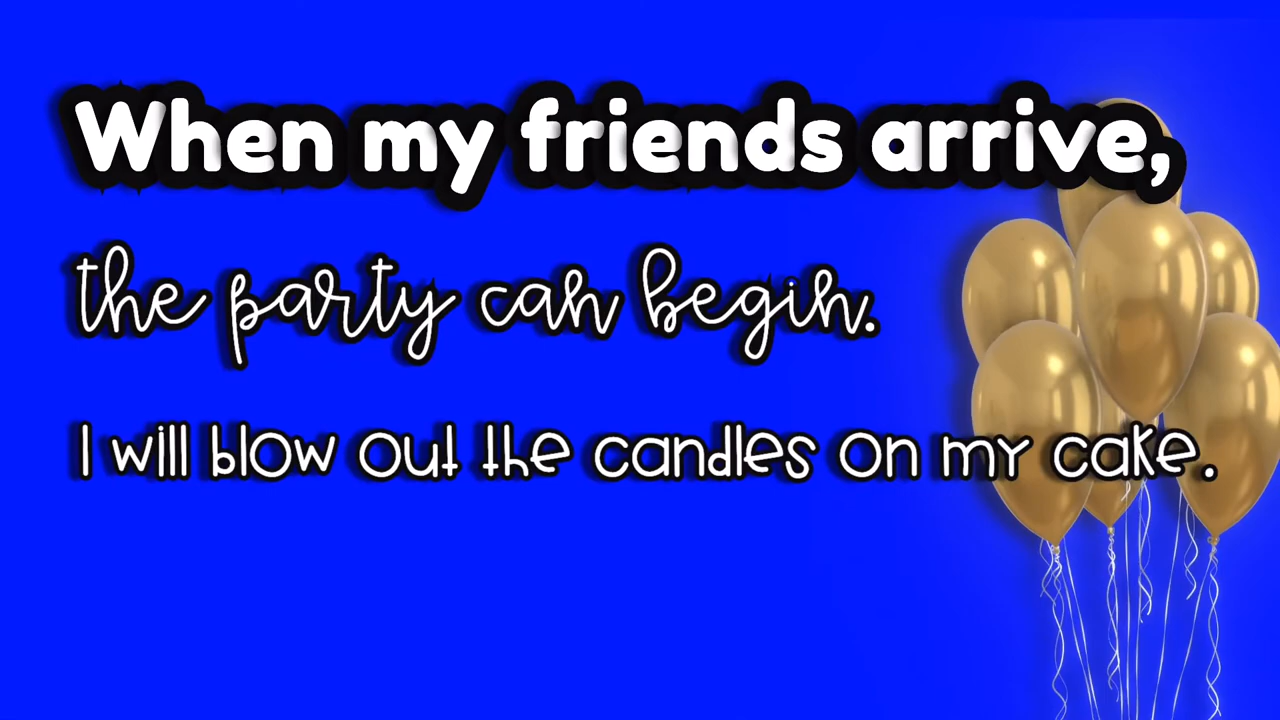 When my friends arrive,
the party can begin.
I will blow out the candles on my cake.